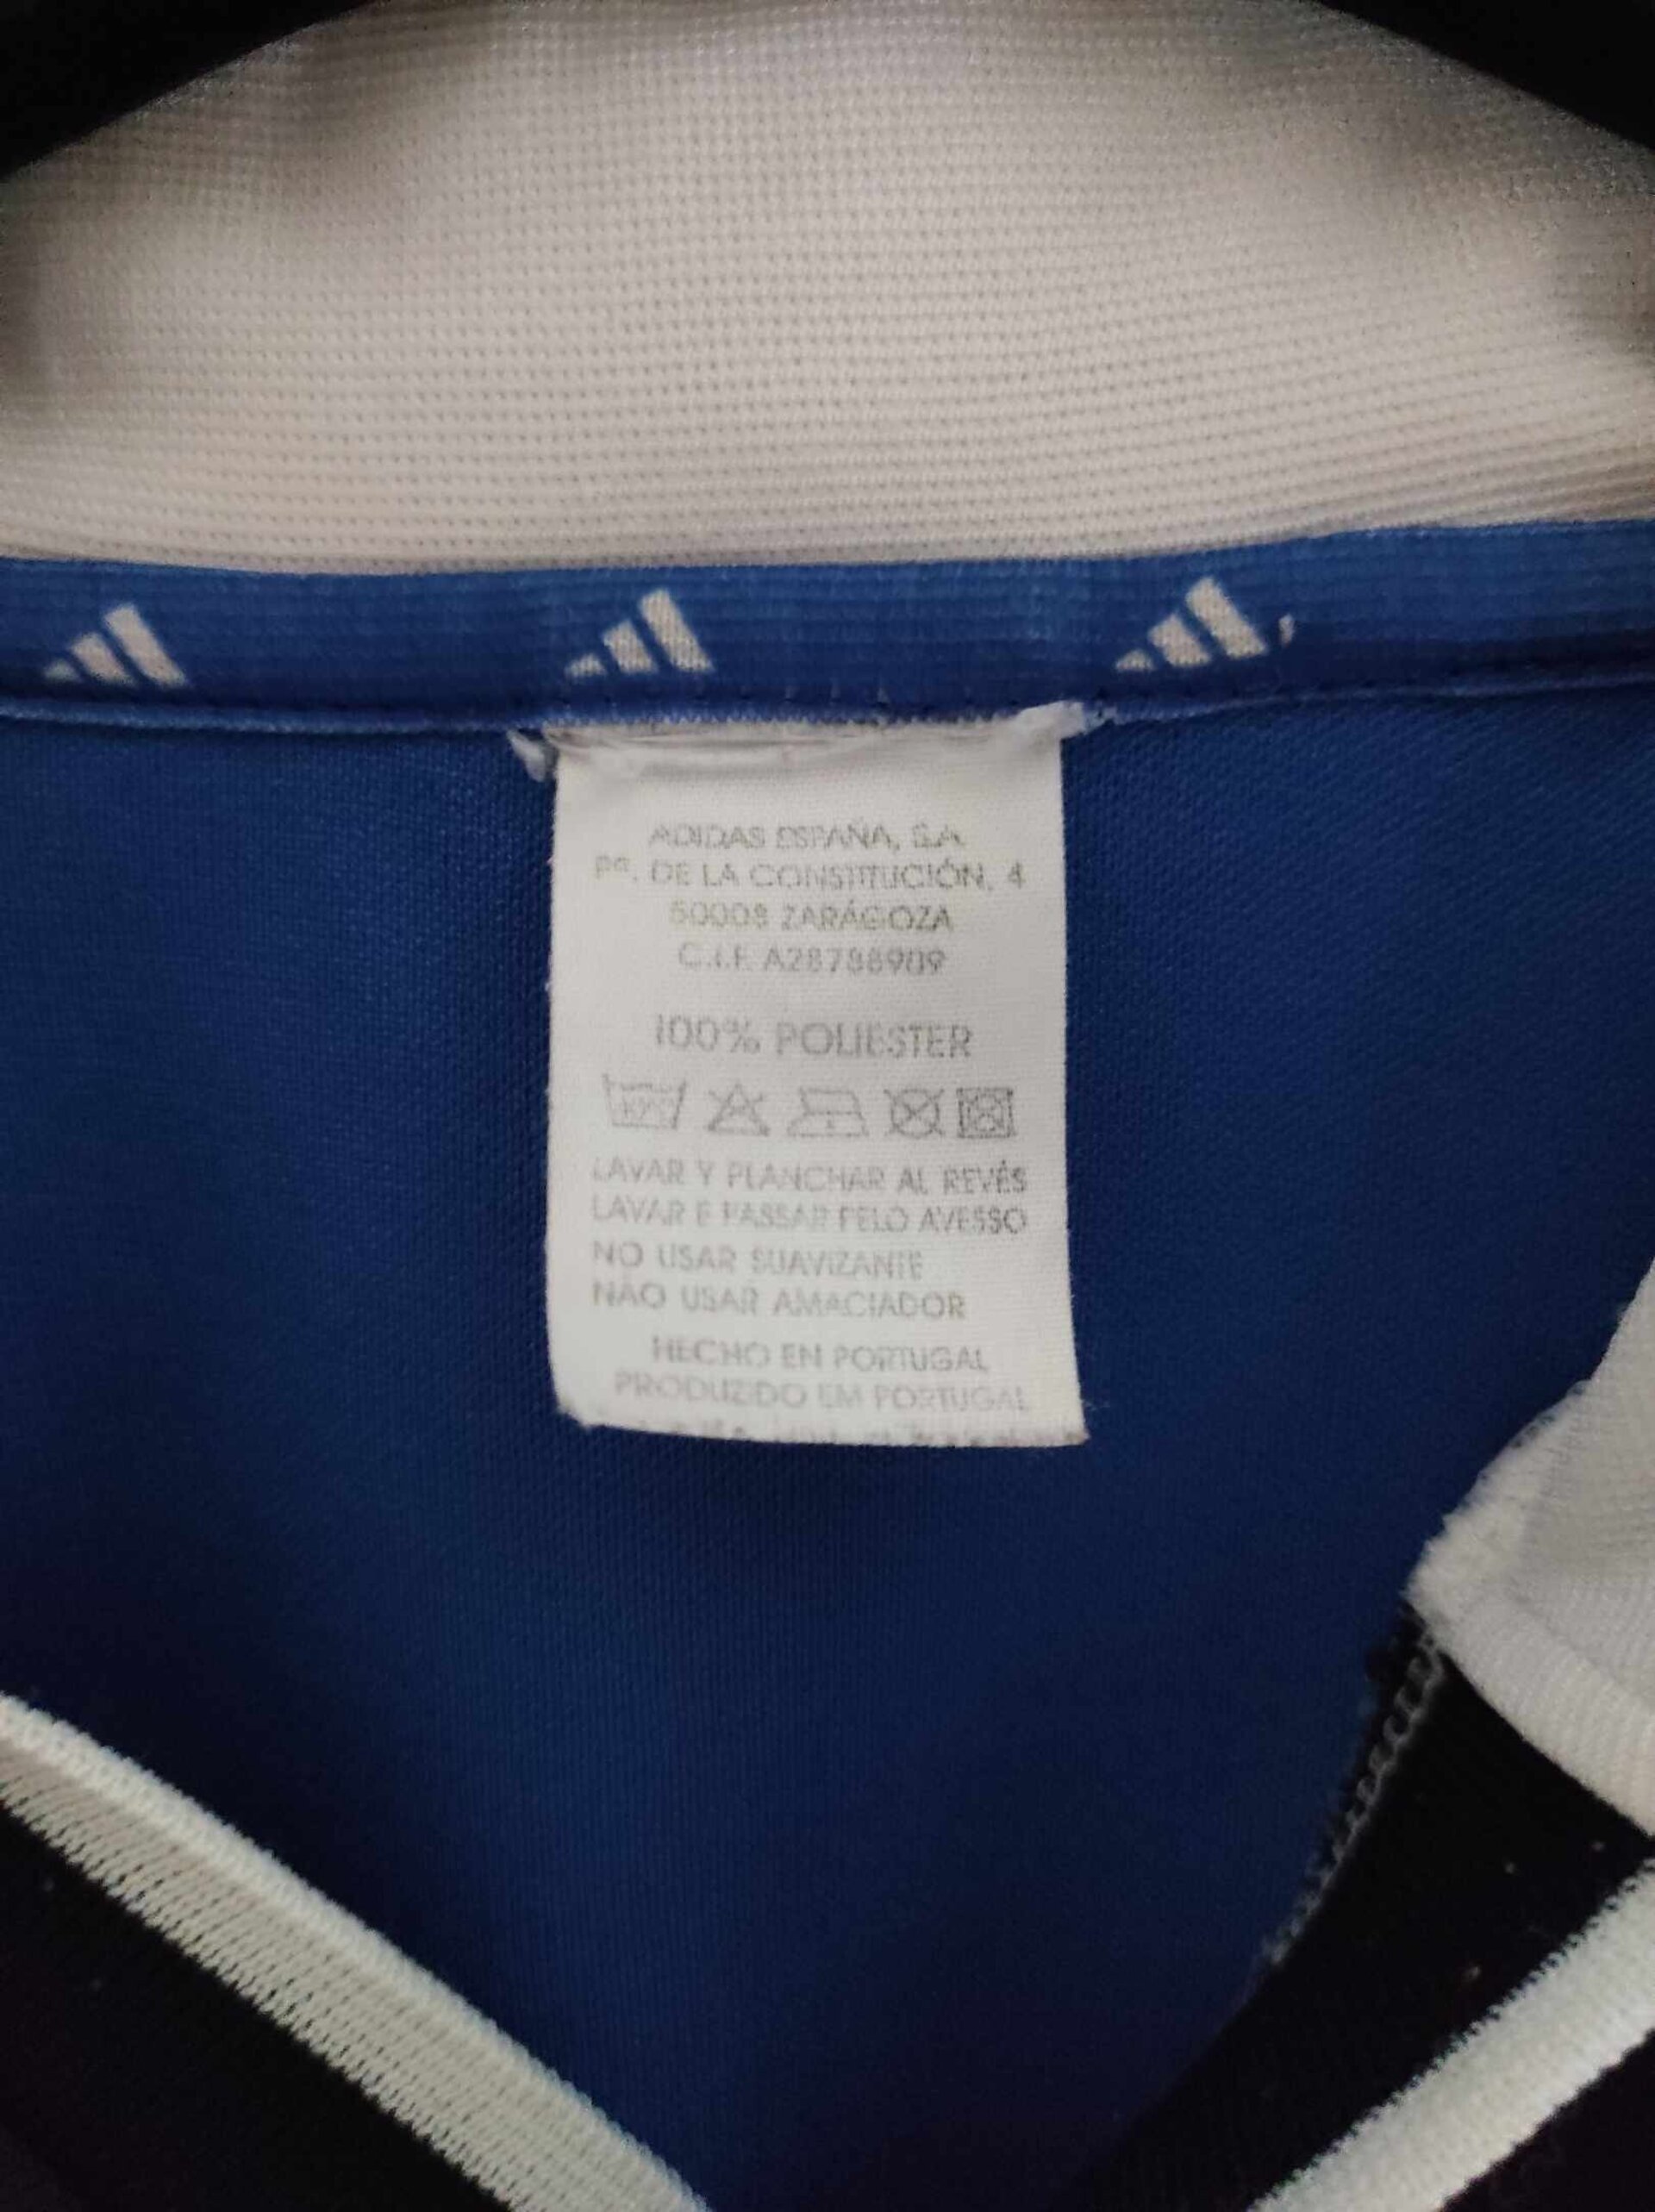 ADIDAS ESPAÑA, S.A.
Pº. DE LA CONSTITUCIÓN, 4
50008 ZARAGOZA
C.I.F. A28788909
100% POLIESTER
LAVAR Y PLANCHAR AL REVÉS
LAVAR E PASSAR PELO AVESSO
NO USAR SUAVIZANTE
NÃO USAR AMACIADOR
HECHO EN PORTUGAL
PRODUZIDO EM PORTUGAL